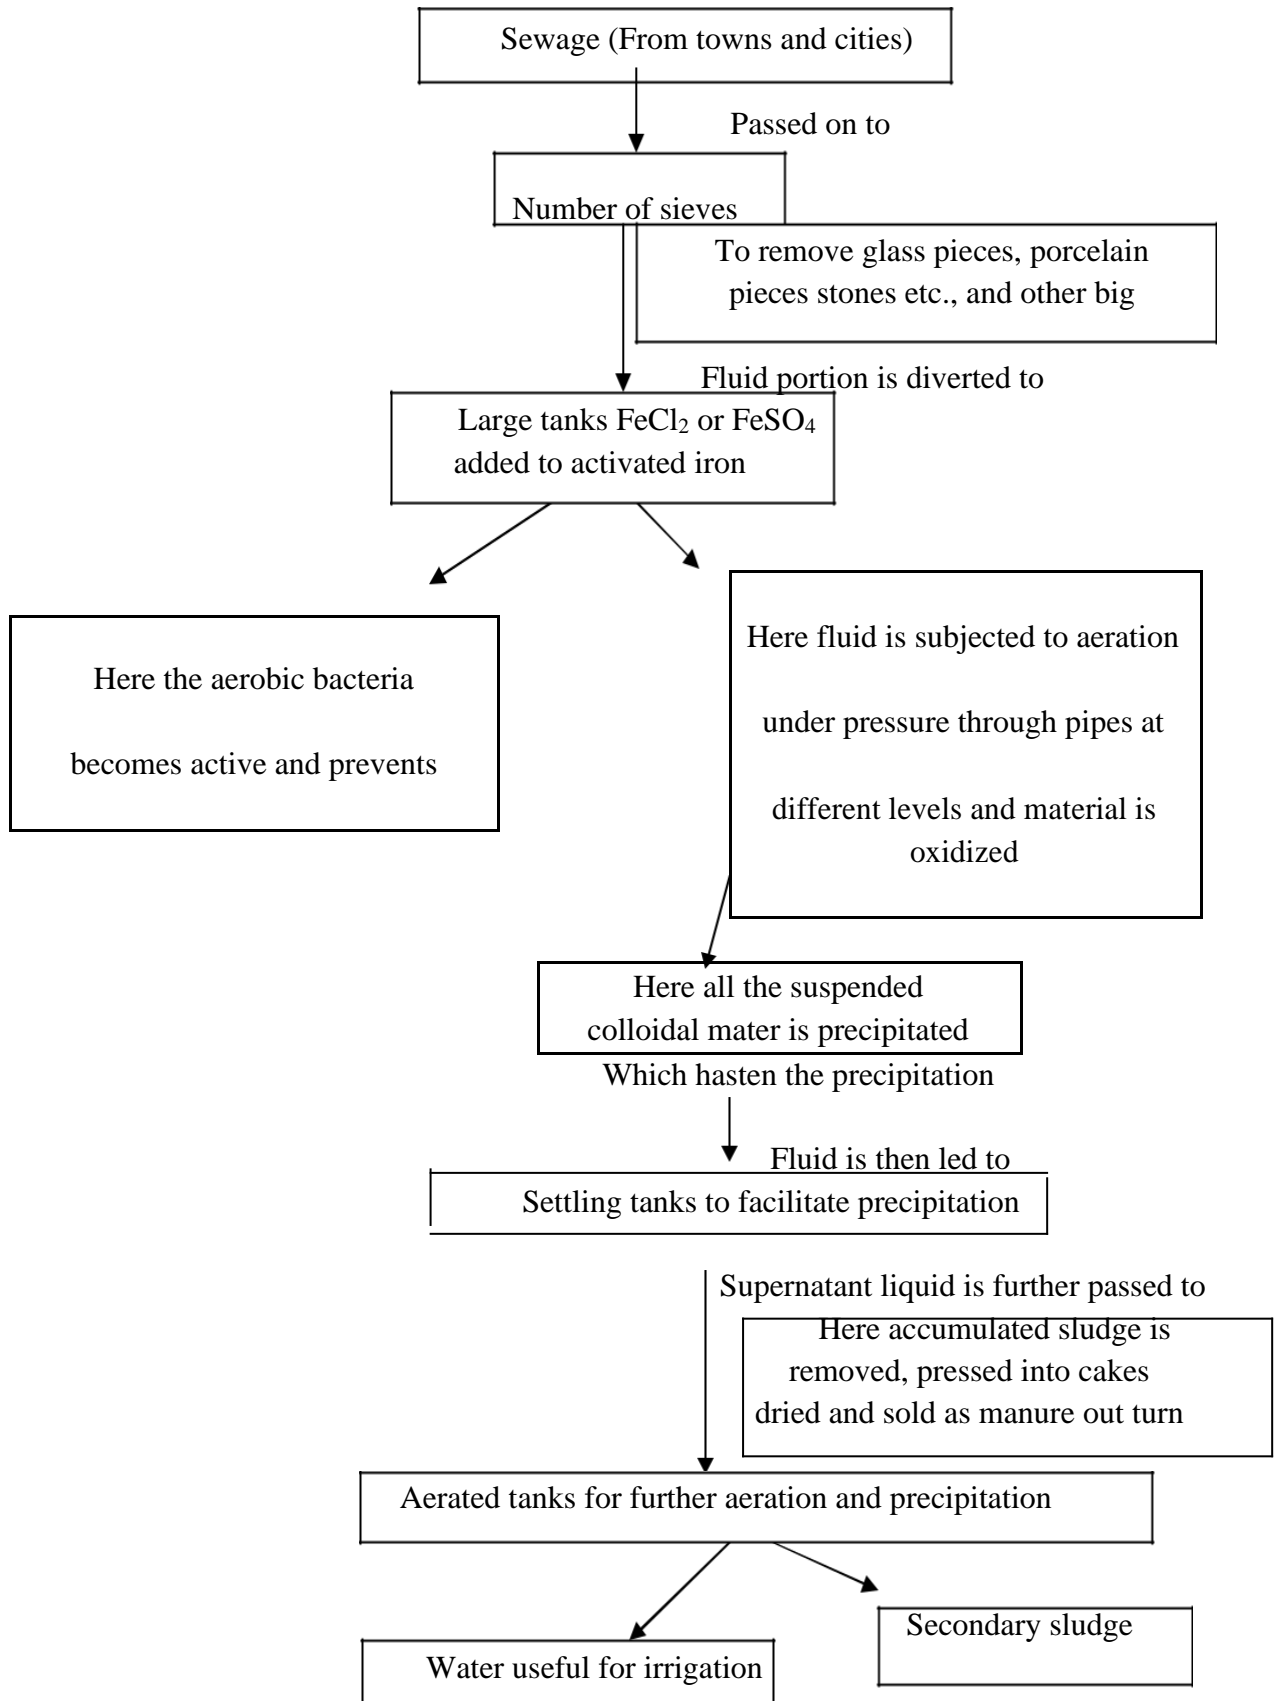 Sewage (From towns and cities)
Passed on to
Number of sieves
To remove glass pieces, porcelain
pieces stones etc., and other big
Fluid portion is diverted to
Large tanks FeCl₂ or FeSO₄
added to activated iron
Here the aerobic bacteria
becomes active and prevents
Here fluid is subjected to aeration
under pressure through pipes at
different levels and material is
oxidized
Here all the suspended
colloidal mater is precipitated
Which hasten the precipitation
Fluid is then led to
Settling tanks to facilitate precipitation
Supernatant liquid is further passed to
Here accumulated sludge is
removed, pressed into cakes
dried and sold as manure out turn
Aerated tanks for further aeration and precipitation
Secondary sludge
Water useful for irrigation